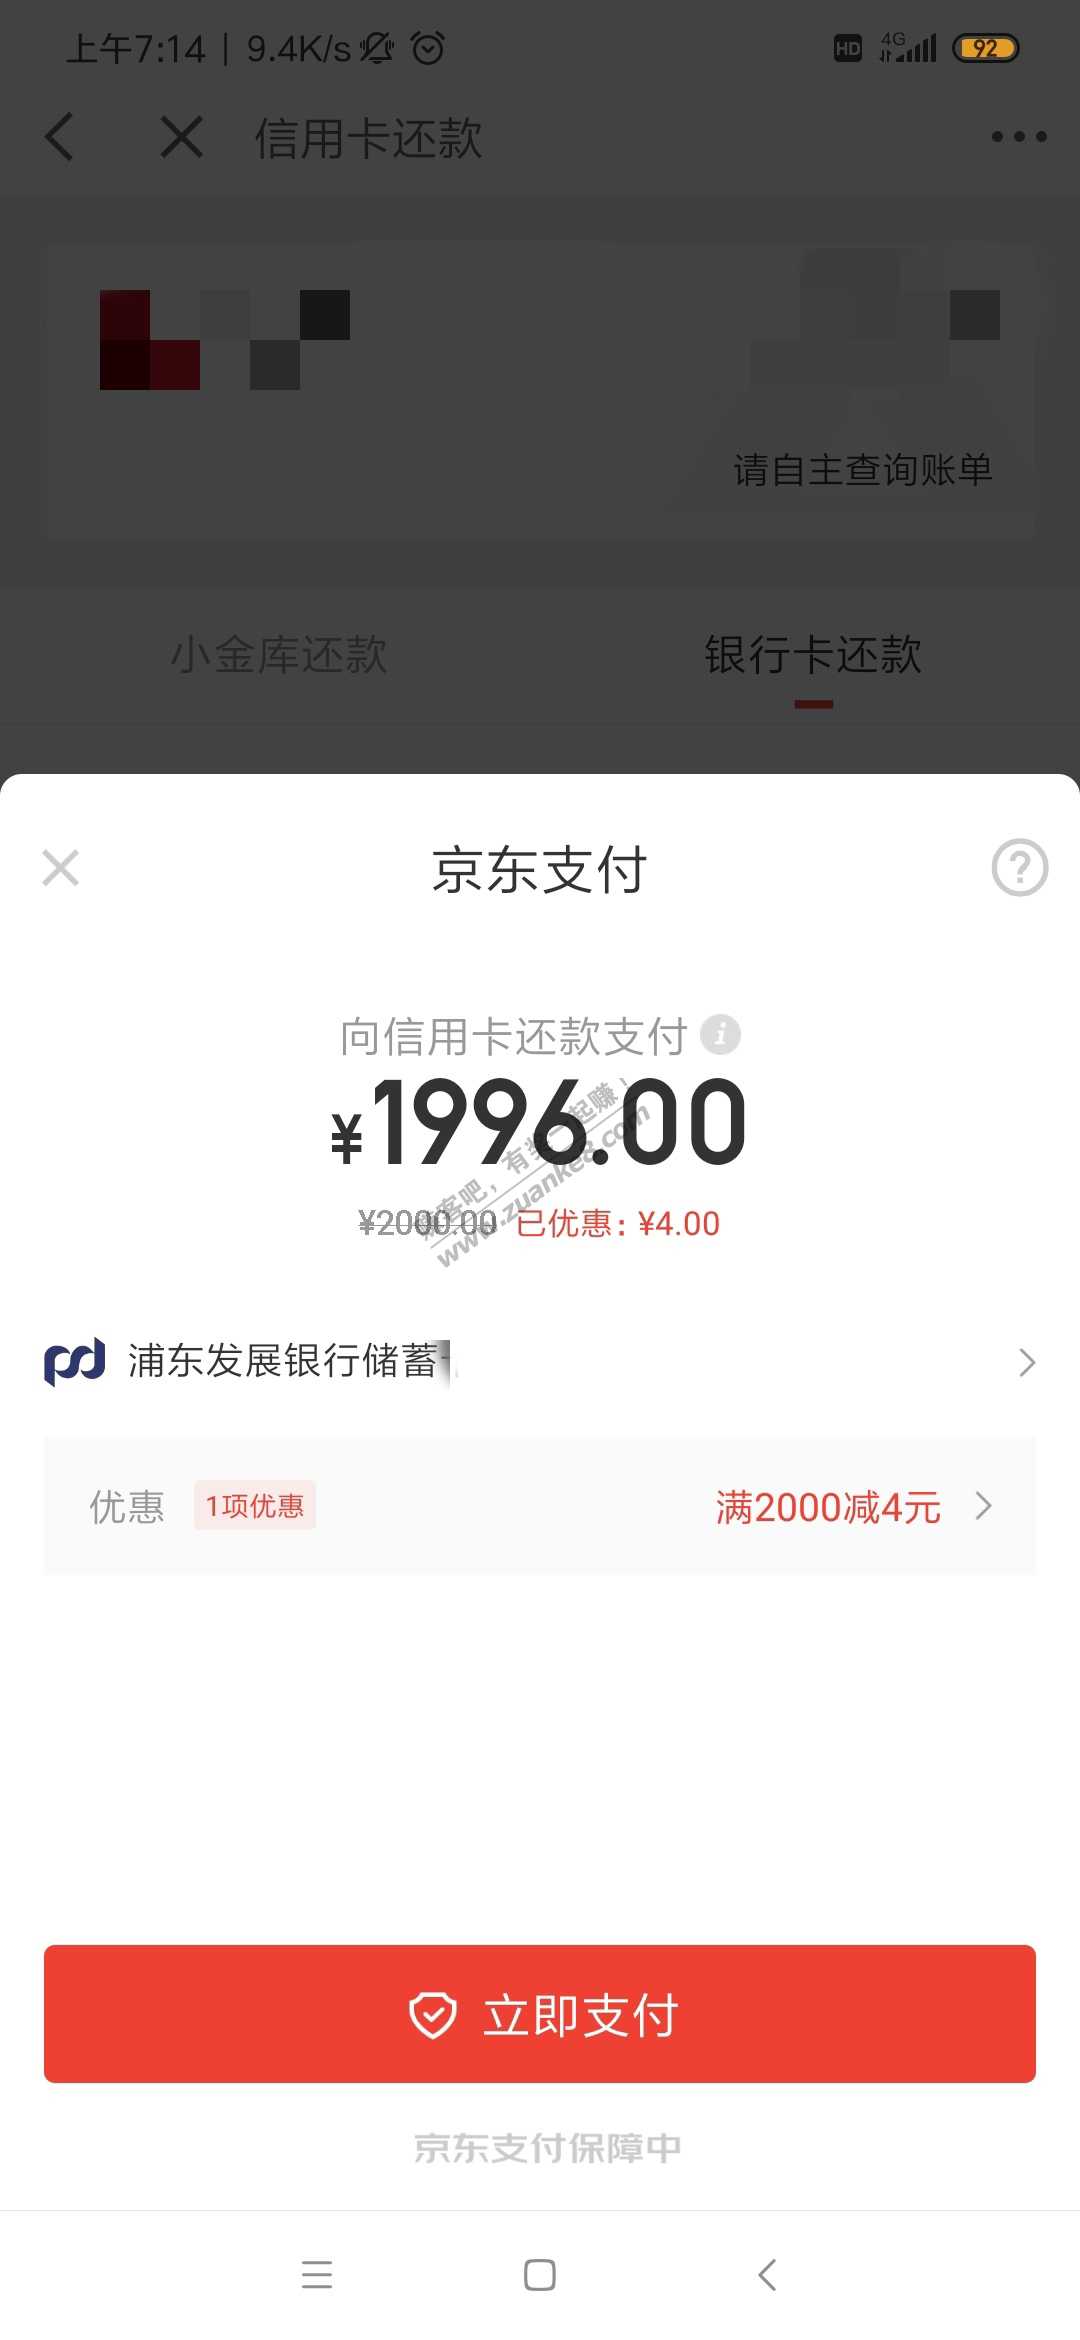 上午7:14 | 9.4K/s
HD 4G 92
信用卡还款
请自主查询账单
小金库还款 银行卡还款
京东支付
向信用卡还款支付
¥1996.00
¥2000.00 已优惠: ¥4.00
赚客吧，有奖一起赚！
www.zuanke8.com
浦东发展银行储蓄
优惠 1项优惠 满2000减4元
立即支付
京东支付保障中